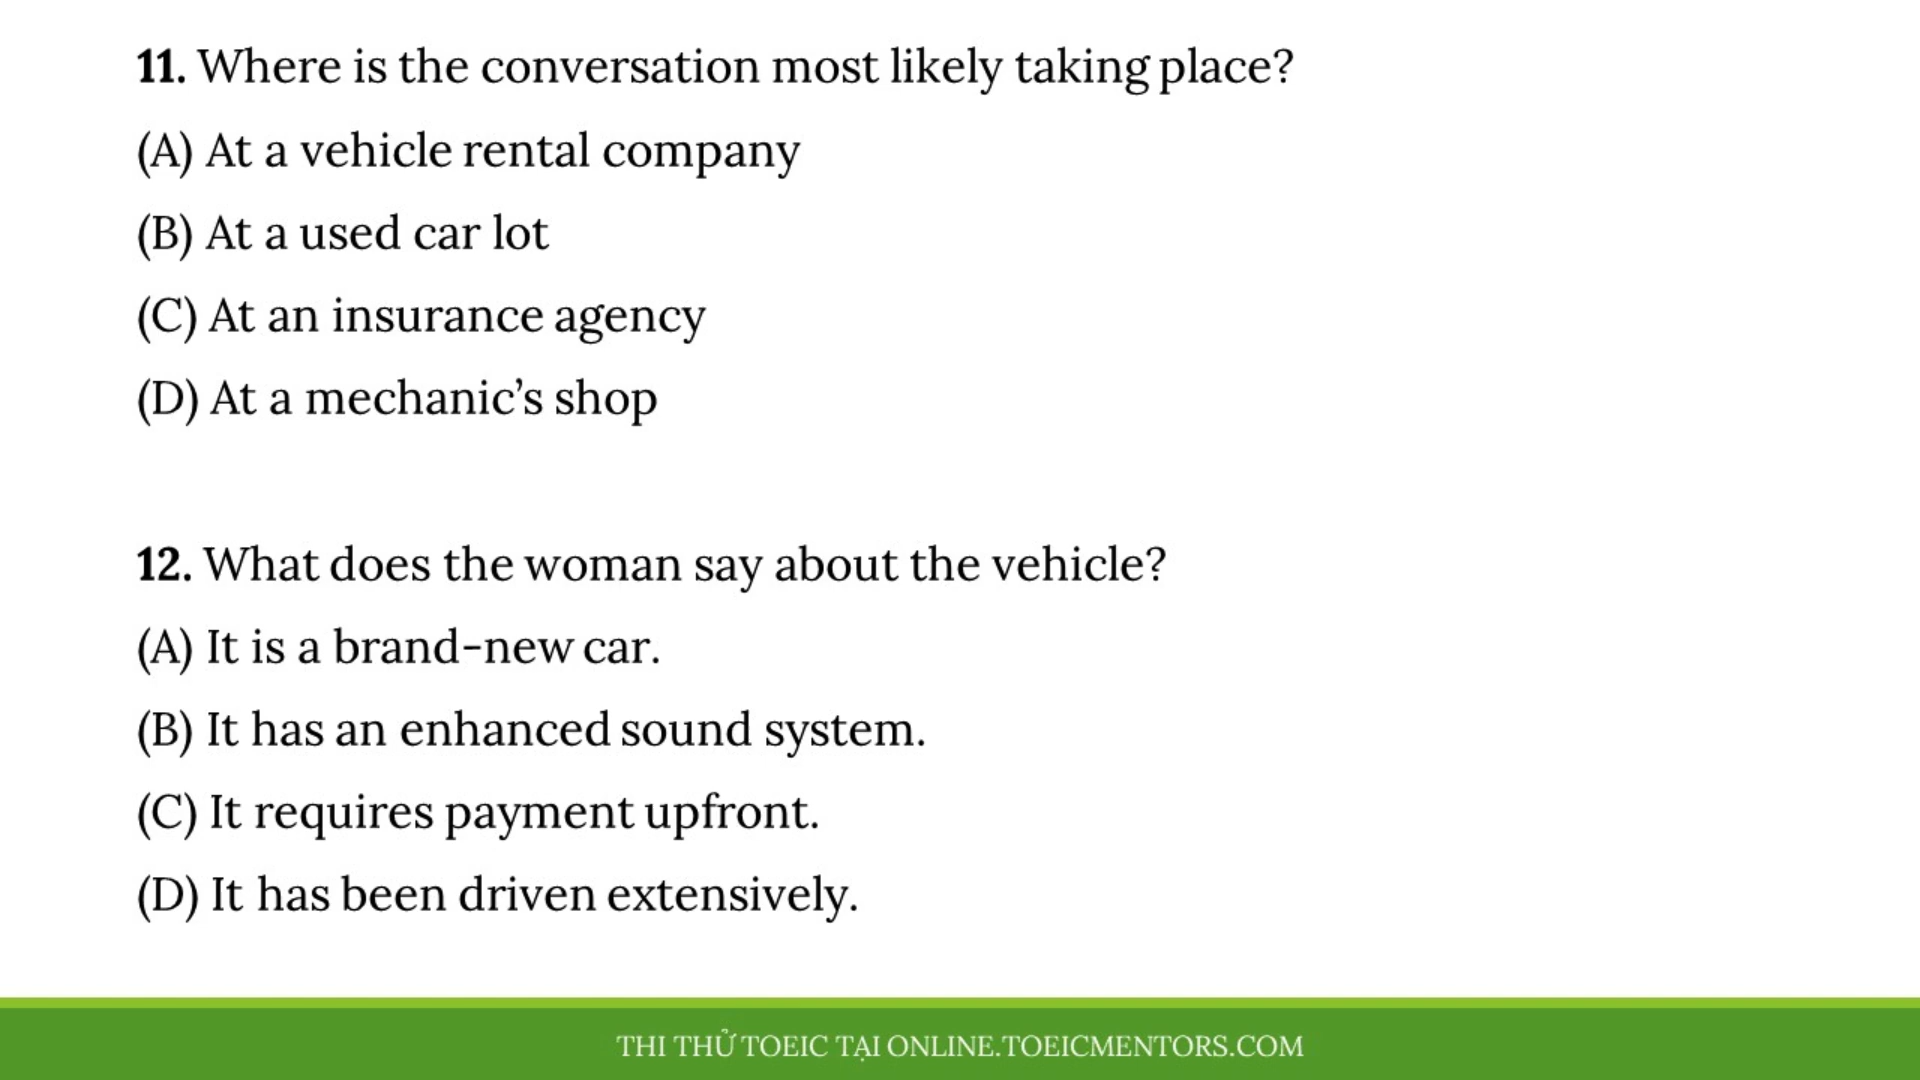 11. Where is the conversation most likely taking place?
(A) At a vehicle rental company
(B) At a used car lot
(C) At an insurance agency
(D) At a mechanic’s shop
12. What does the woman say about the vehicle?
(A) It is a brand-new car.
(B) It has an enhanced sound system.
(C) It requires payment upfront.
(D) It has been driven extensively.
THI THỬ TOEIC TẠI ONLINE.TOEICMENTORS.COM